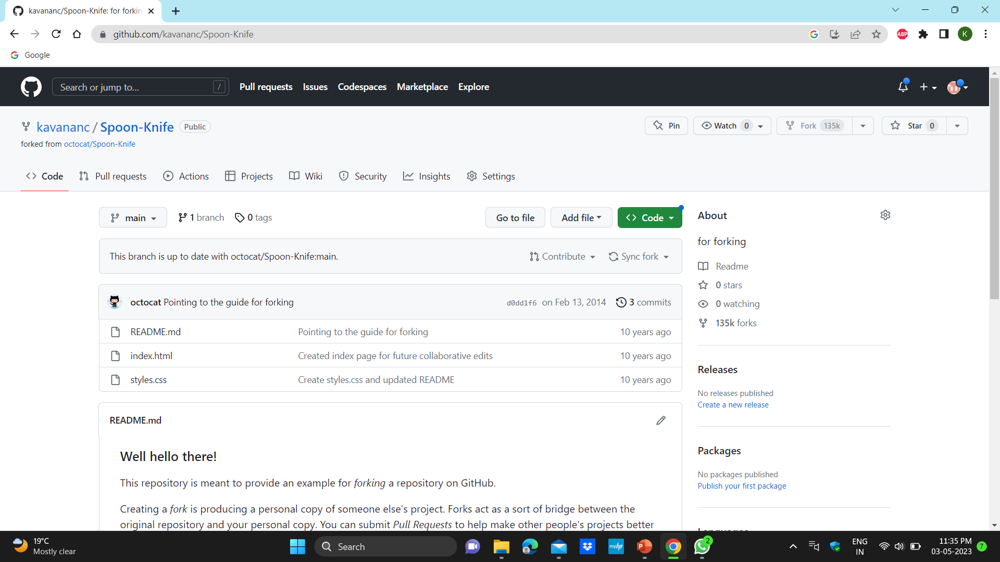 kavananc/Spoon-Knife: for forkin
github.com/kavananc/Spoon-Knife
ABP
K
Google
Search or jump to... /
Pull requests Issues Codespaces Marketplace Explore
kavananc / Spoon-Knife Public
Pin Watch 0 Fork 135k Star 0
forked from octocat/Spoon-Knife
Code Pull requests Actions Projects Wiki Security Insights Settings
main 1 branch 0 tags
Go to file Add file Code
This branch is up to date with octocat/Spoon-Knife:main.
Contribute Sync fork
octocat Pointing to the guide for forking d0dd1f6 on Feb 13, 2014 3 commits
README.md Pointing to the guide for forking 10 years ago
index.html Created index page for future collaborative edits 10 years ago
styles.css Create styles.css and updated README 10 years ago
README.md
Well hello there!
This repository is meant to provide an example for forking a repository on GitHub.
Creating a fork is producing a personal copy of someone else's project. Forks act as a sort of bridge between the
original repository and your personal copy. You can submit Pull Requests to help make other people's projects better
About
for forking
Readme
0 stars
0 watching
135k forks
Releases
No releases published
Create a new release
Packages
No packages published
Publish your first package
Languages
19°C
Mostly clear
Search
myhp
P
2
ENG
IN
11:35 PM
03-05-2023
7